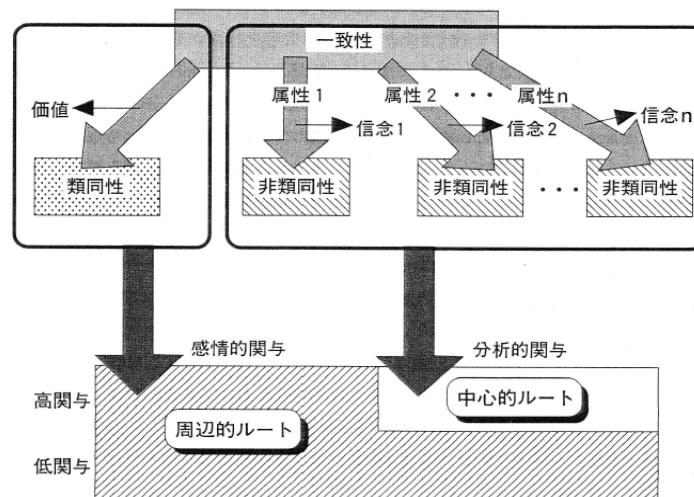 一致性
価値
属性 1
属性 2
・・・
属性n
信念 1
信念 2
信念 n
類同性
非類同性
非類同性
・・・
非類同性
感情的関与
分析的関与
高関与
中心的ルート
周辺的ルート
低関与